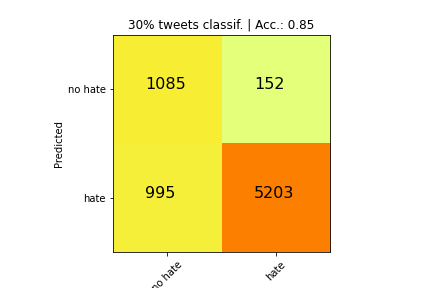 30% tweets classif. | Acc.: 0.85
no hate
1085
152
Predicted
hate
995
5203
no hate
hate